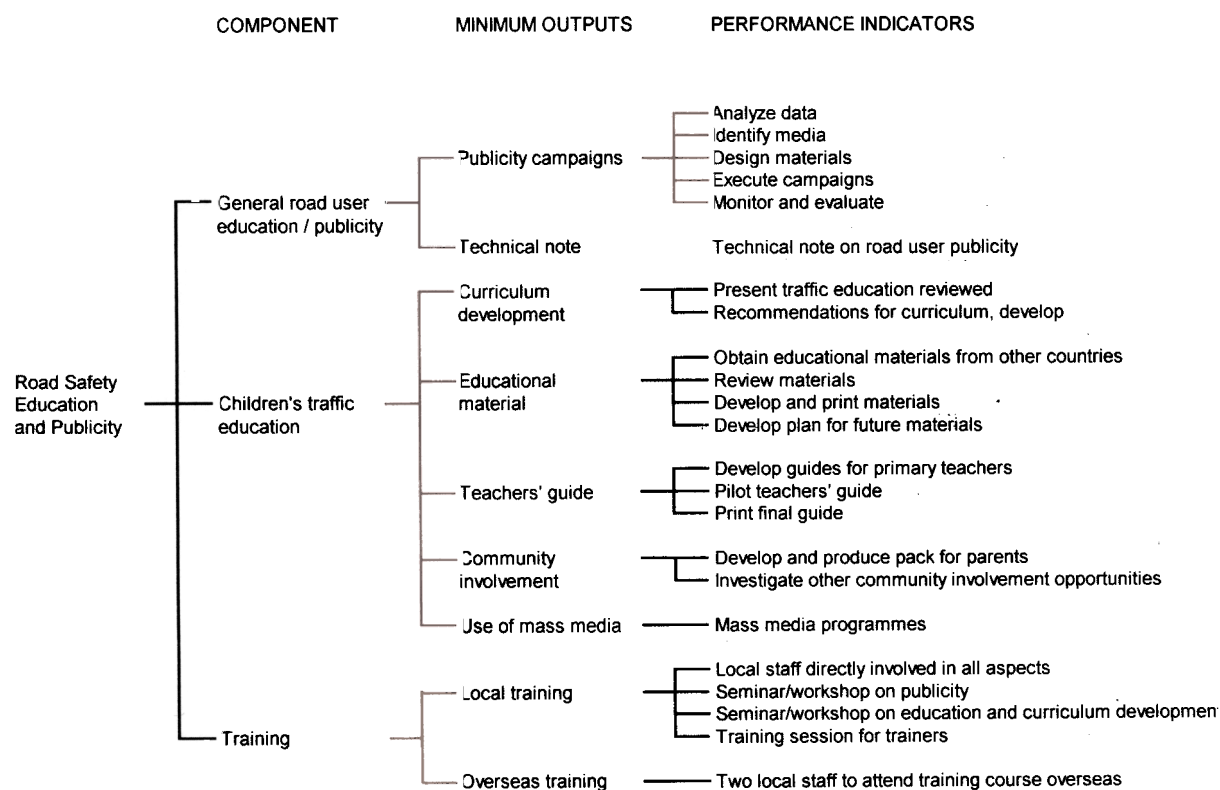 COMPONENT MINIMUM OUTPUTS PERFORMANCE INDICATORS
Analyze data
Identify media
Publicity campaigns
Design materials
Execute campaigns
Monitor and evaluate
General road user
education / publicity
Technical note
Technical note on road user publicity
Curriculum
development
Present traffic education reviewed
Recommendations for curriculum, develop
Road Safety
Education
and Publicity
Children's traffic
education
Educational
material
Obtain educational materials from other countries
Review materials
Develop and print materials
Develop plan for future materials
Teachers' guide
Develop guides for primary teachers
Pilot teachers' guide
Print final guide
Community
involvement
Develop and produce pack for parents
Investigate other community involvement opportunities
Use of mass media
Mass media programmes
Training
Local training
Local staff directly involved in all aspects
Seminar/workshop on publicity
Seminar/workshop on education and curriculum development
Training session for trainers
Overseas training
Two local staff to attend training course overseas